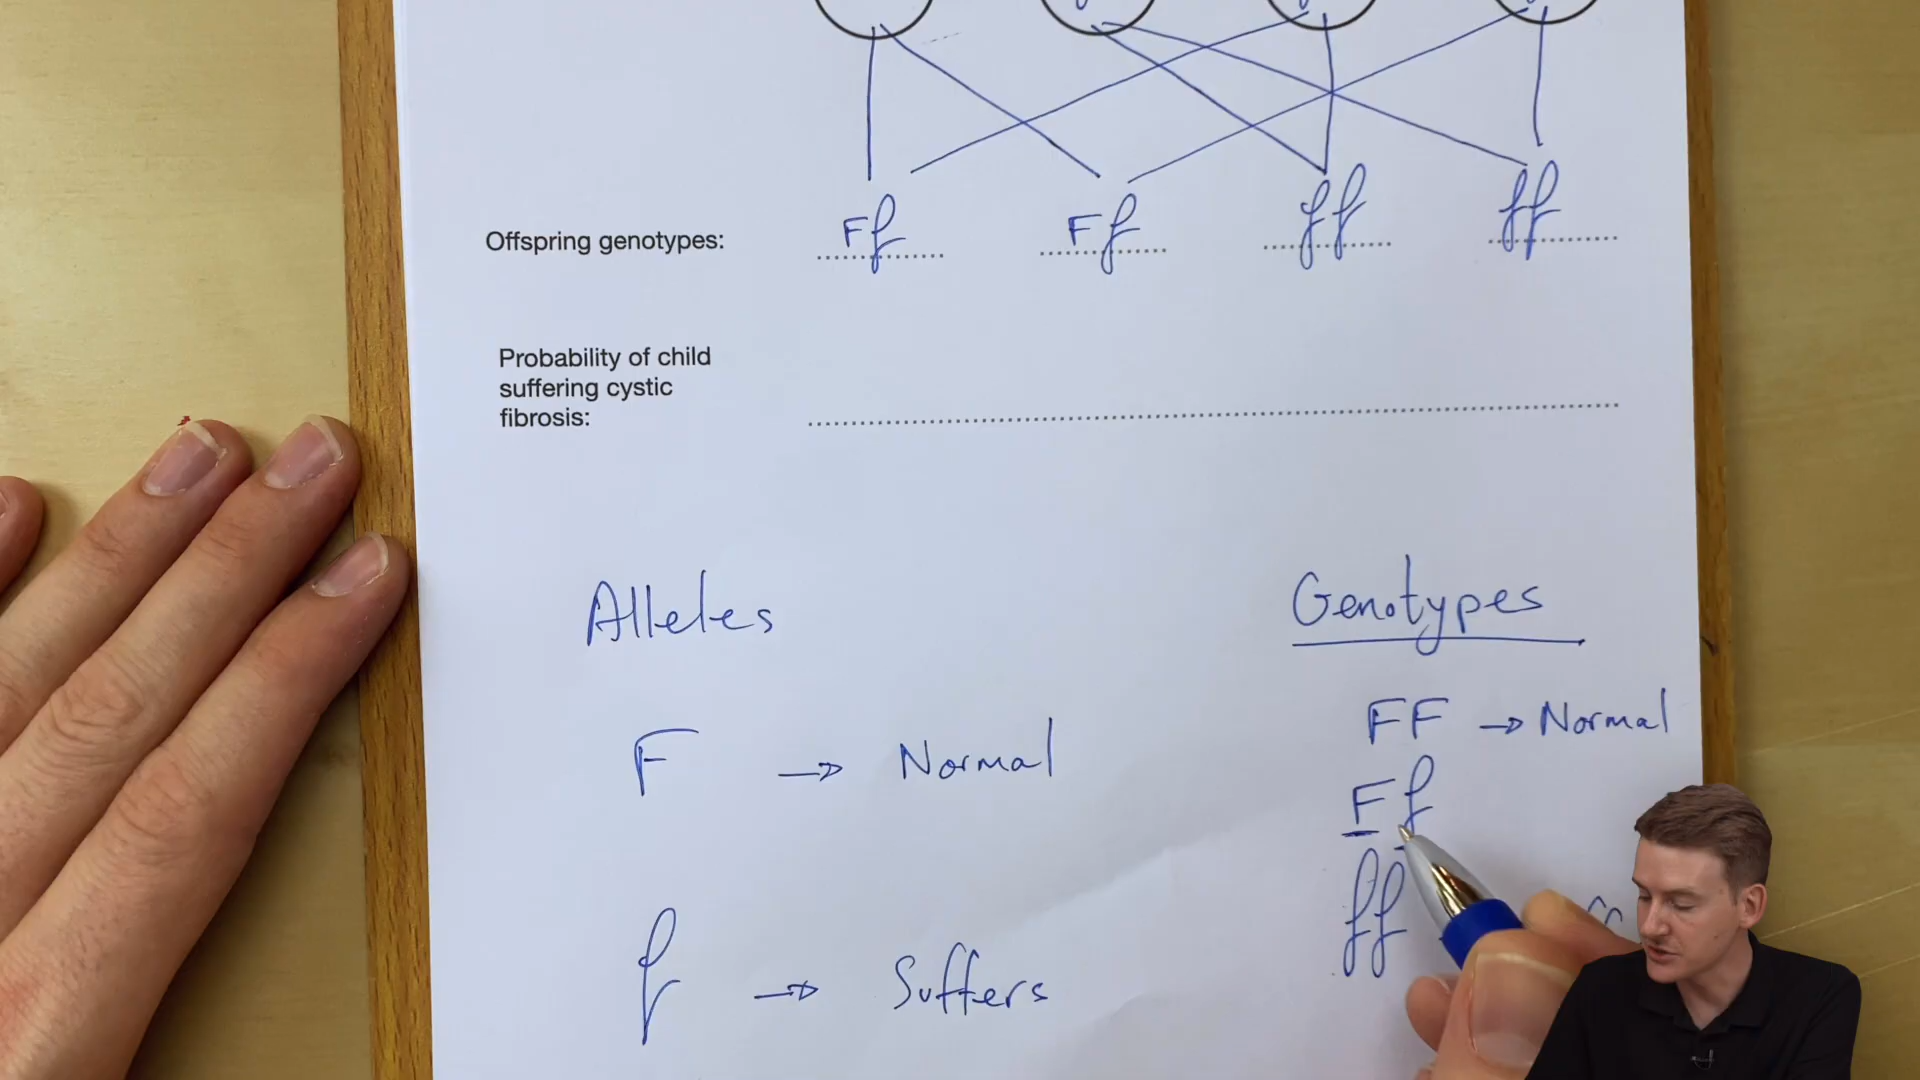 Offspring genotypes: Ff Ff ff ff
Probability of child
suffering cystic
fibrosis:
Alleles
Genotypes
FF → Normal
F → Normal
Ff
ff
f → Suffers